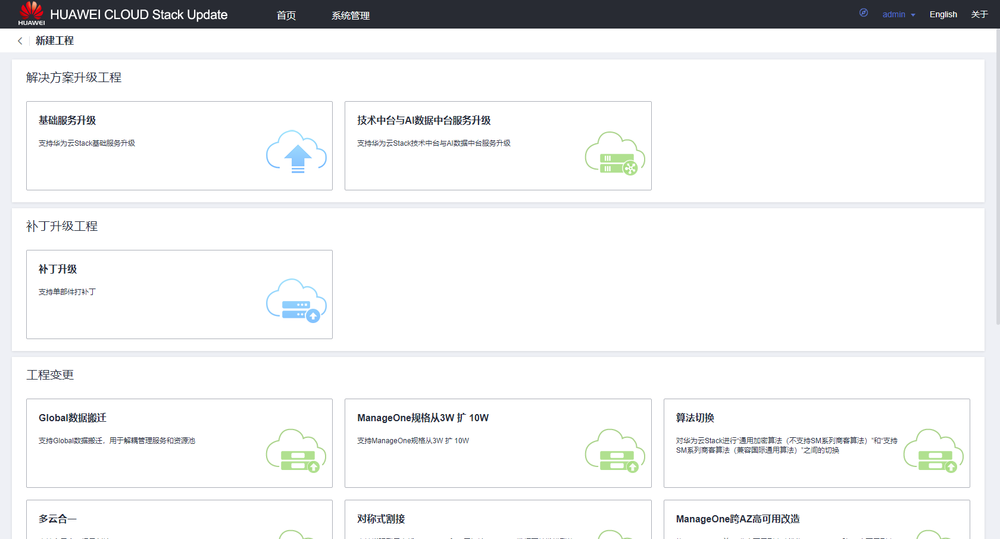 HUAWEI
HUAWEI CLOUD Stack Update
首页
系统管理
admin
English
关于
新建工程
解决方案升级工程
基础服务升级
支持华为云Stack基础服务升级
技术中台与AI数据中台服务升级
支持华为云Stack技术中台与AI数据中台服务升级
补丁升级工程
补丁升级
支持单部件打补丁
工程变更
Global数据搬迁
支持Global数据搬迁，用于解耦管理服务和资源池
ManageOne规格从3W 扩 10W
支持ManageOne规格从3W 扩 10W
算法切换
对华为云Stack进行“通用加密算法（不支持SM系列商客算法）”和“支持
SM系列商客算法（兼容国际通用算法）”之间的切换
多云合一
对称式割接
ManageOne跨AZ高可用改造